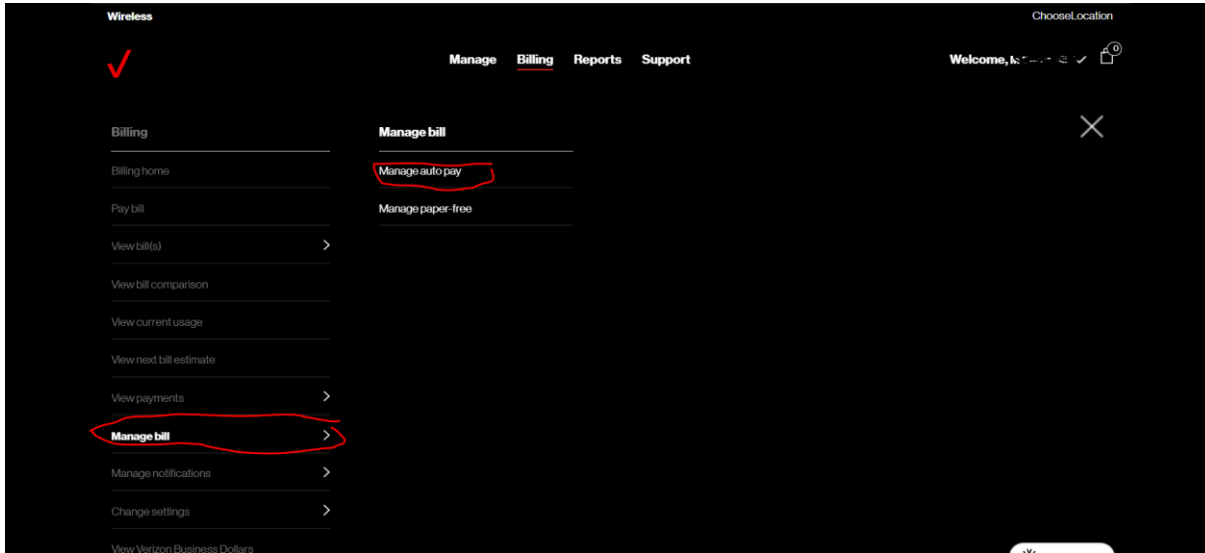 Wireless
ChooseLocation
Manage Billing Reports Support
Welcome,
0
Billing
Billing home
Pay bill
View bill(s)
View bill comparison
View current usage
View next bill estimate
View payments
Manage bill
Manage notifications
Change settings
View Verizon Business Dollars
Manage bill
Manage auto pay
Manage paper-free